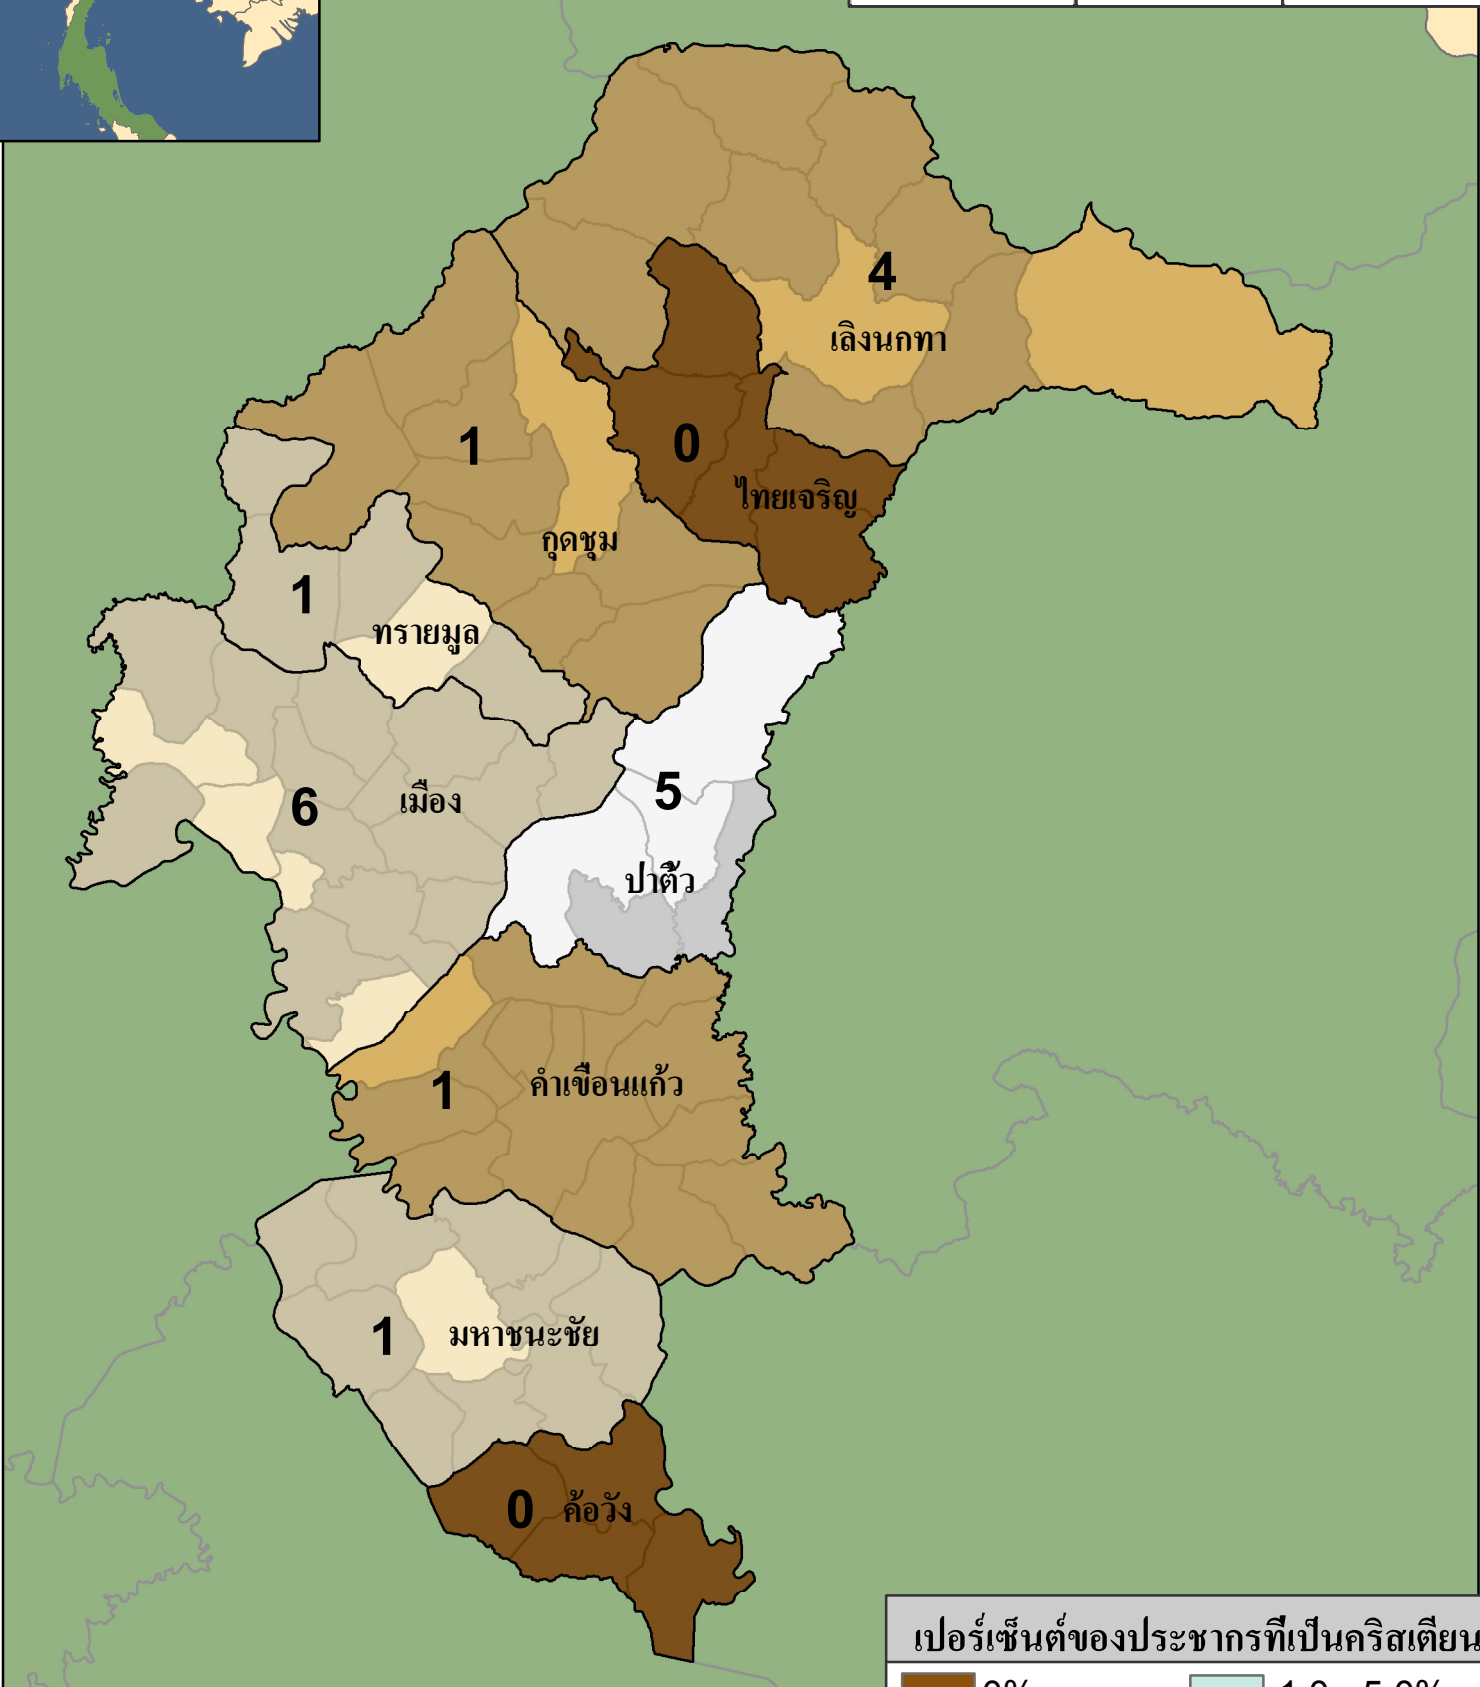 4
เลิงนกทา
1
0
ไทยเจริญ
กุดชุม
1
ทรายมูล
5
6
เมือง
ป่าติ้ว
1
คำเขื่อนแก้ว
1
มหาชนะชัย
0
ค้อวัง
เปอร์เซ็นต์ของประชากรที่เป็นคริสเตียน